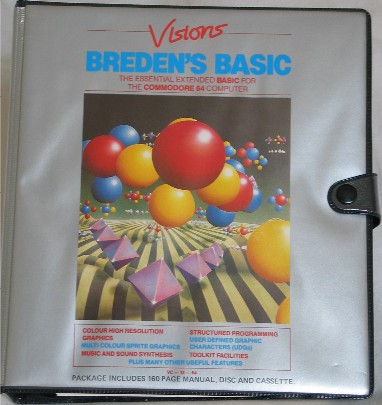 Visions
BREDEN'S BASIC
THE ESSENTIAL EXTENDED BASIC FOR
THE COMMODORE 64 COMPUTER
COLOUR HIGH RESOLUTION
GRAPHICS
MULTI COLOUR SPRITE GRAPHICS
MUSIC AND SOUND SYNTHESIS
STRUCTURED PROGRAMMING
USER DEFINED GRAPHIC
CHARACTERS (UDGs)
TOOLKIT FACILITIES
PLUS MANY OTHER USEFUL FEATURES
PACKAGE INCLUDES 160 PAGE MANUAL, DISC AND CASSETTE.